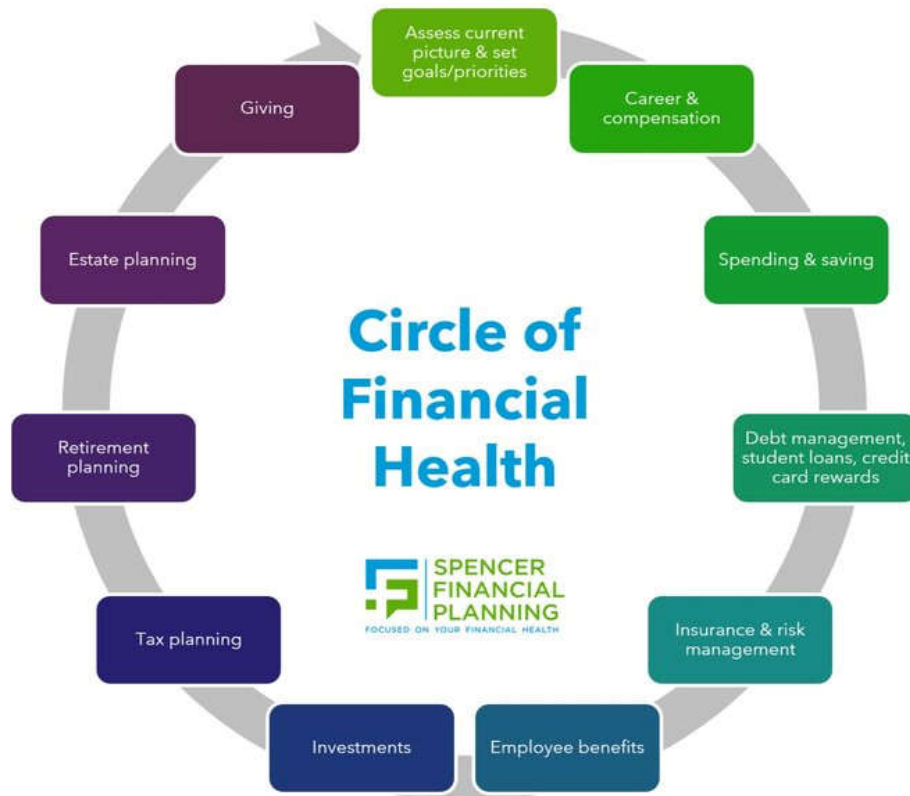 Assess current
picture & set
goals/priorities
Career &
compensation
Spending & saving
Debt management,
student loans, credit
card rewards
Insurance & risk
management
Employee benefits
Investments
Tax planning
Retirement
planning
Estate planning
Giving
Circle of
Financial
Health
SPENCER
FINANCIAL
PLANNING
FOCUSED ON YOUR FINANCIAL HEALTH